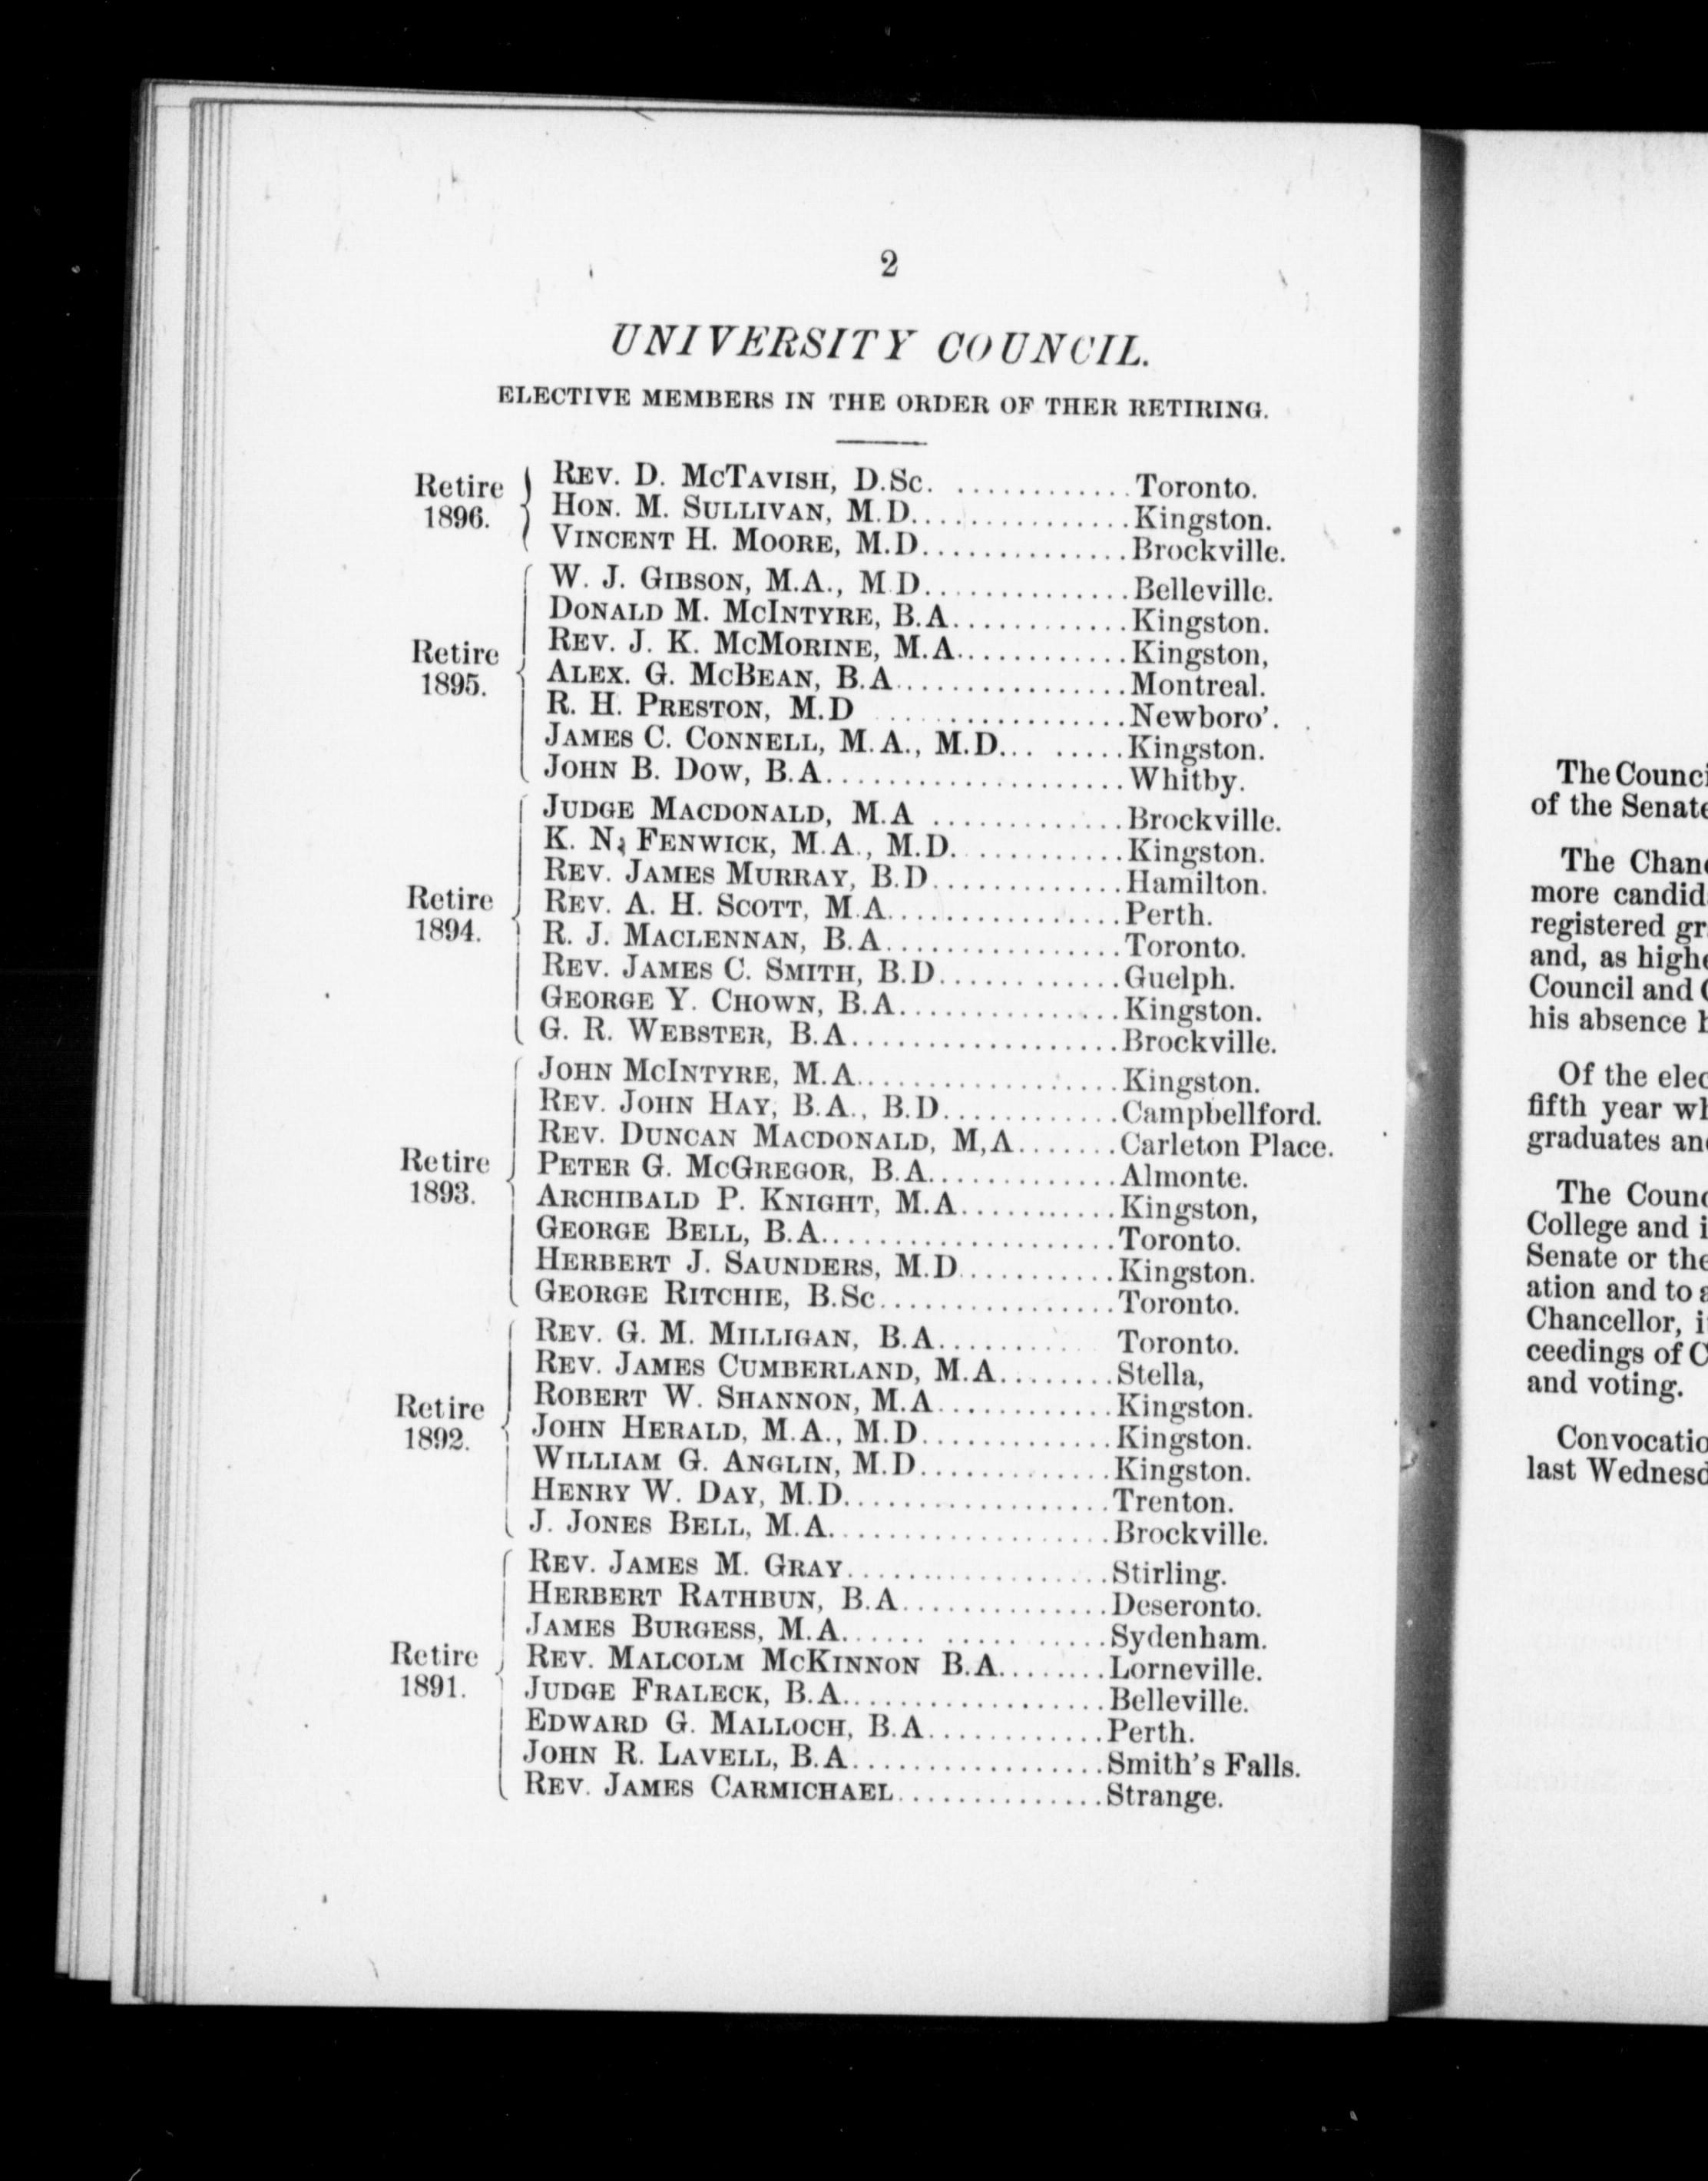 2
UNIVERSITY COUNCIL.
ELECTIVE MEMBERS IN THE ORDER OF THER RETIRING.
Retire 1896.
REV. D. MCTAVISH, D.Sc. ............Toronto.
HON. M. SULLIVAN, M.D...............Kingston.
VINCENT H. MOORE, M.D..............Brockville.
Retire 1895.
W. J. GIBSON, M.A., M.D..............Belleville.
DONALD M. MCINTYRE, B.A............Kingston.
REV. J. K. MCMORINE, M.A............Kingston,
ALEX. G. MCBEAN, B.A................Montreal.
R. H. PRESTON, M.D .................Newboro'.
JAMES C. CONNELL, M.A., M.D... .....Kingston.
JOHN B. DOW, B.A.....................Whitby.
Retire 1894.
JUDGE MACDONALD, M.A .............Brockville.
K. N. FENWICK, M.A., M.D............Kingston.
REV. JAMES MURRAY, B.D.............Hamilton.
REV. A. H. SCOTT, M.A................Perth.
R. J. MACLENNAN, B.A................Toronto.
REV. JAMES C. SMITH, B.D.............Guelph.
GEORGE Y. CHOWN, B.A...............Kingston.
G. R. WEBSTER, B.A..................Brockville.
Retire 1893.
JOHN MCINTYRE, M.A..................Kingston.
REV. JOHN HAY, B.A., B.D............Campbellford.
REV. DUNCAN MACDONALD, M,A.......Carleton Place.
PETER G. MCGREGOR, B.A.............Almonte.
ARCHIBALD P. KNIGHT, M.A...........Kingston,
GEORGE BELL, B.A....................Toronto.
HERBERT J. SAUNDERS, M.D...........Kingston.
GEORGE RITCHIE, B.Sc.................Toronto.
Retire 1892.
REV. G. M. MILLIGAN, B.A........... Toronto.
REV. JAMES CUMBERLAND, M.A........Stella,
ROBERT W. SHANNON, M.A............Kingston.
JOHN HERALD, M.A., M.D.............Kingston.
WILLIAM G. ANGLIN, M.D.............Kingston.
HENRY W. DAY, M.D..................Trenton.
J. JONES BELL, M.A...................Brockville.
Retire 1891.
REV. JAMES M. GRAY..................Stirling.
HERBERT RATHBUN, B.A..............Deseronto.
JAMES BURGESS, M.A...... ...........Sydenham.
REV. MALCOLM MCKINNON B.A........Lorneville.
JUDGE FRALECK, B.A..................Belleville.
EDWARD G. MALLOCH, B.A............Perth.
JOHN R. LAVELL, B.A.................Smith's Falls.
REV. JAMES CARMICHAEL..............Strange.
The Counci
of the Senate
The Chan
more candid
registered gr
and, as highe
Council and
his absence
Of the elec
fifth year
graduates an
The Counc
College and i
Senate or the
ation and to
Chancellor, i
ceedings of C
and voting.
Convocatio
last Wednesd